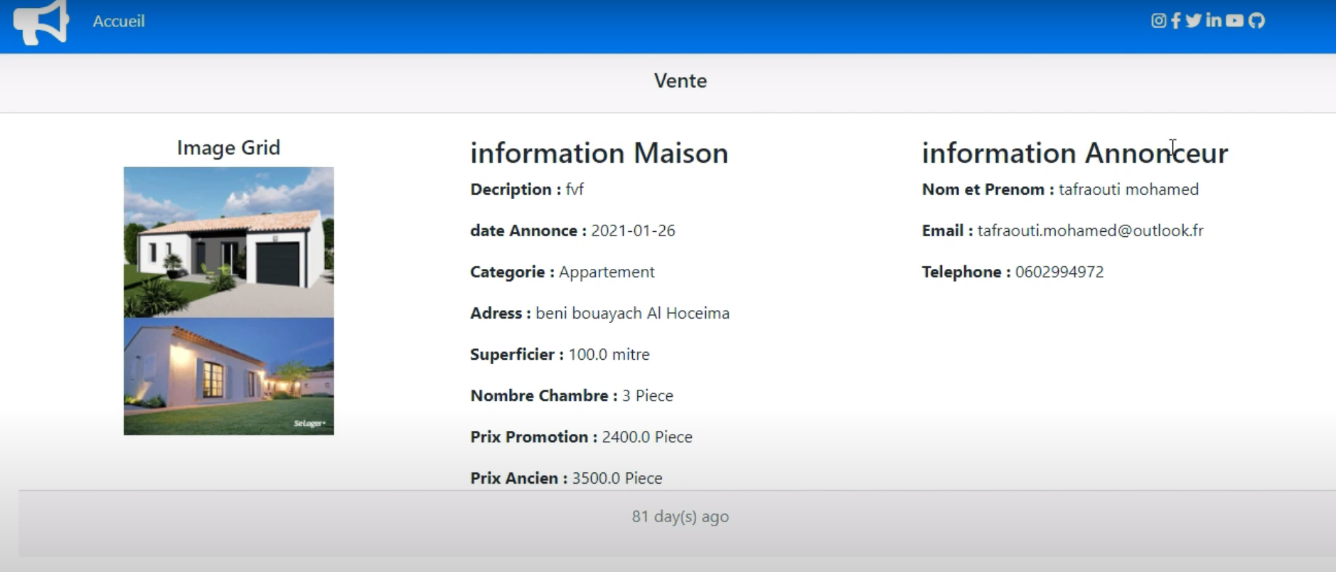 Accueil
Vente
Image Grid
SeLoger
information Maison
Decription : fvf
date Annonce : 2021-01-26
Categorie : Appartement
Adress : beni bouayach Al Hoceima
Superficier : 100.0 mitre
Nombre Chambre : 3 Piece
Prix Promotion : 2400.0 Piece
Prix Ancien : 3500.0 Piece
information Annonceur
Nom et Prenom : tafraouti mohamed
Email : tafraouti.mohamed@outlook.fr
Telephone : 0602994972
81 day(s) ago